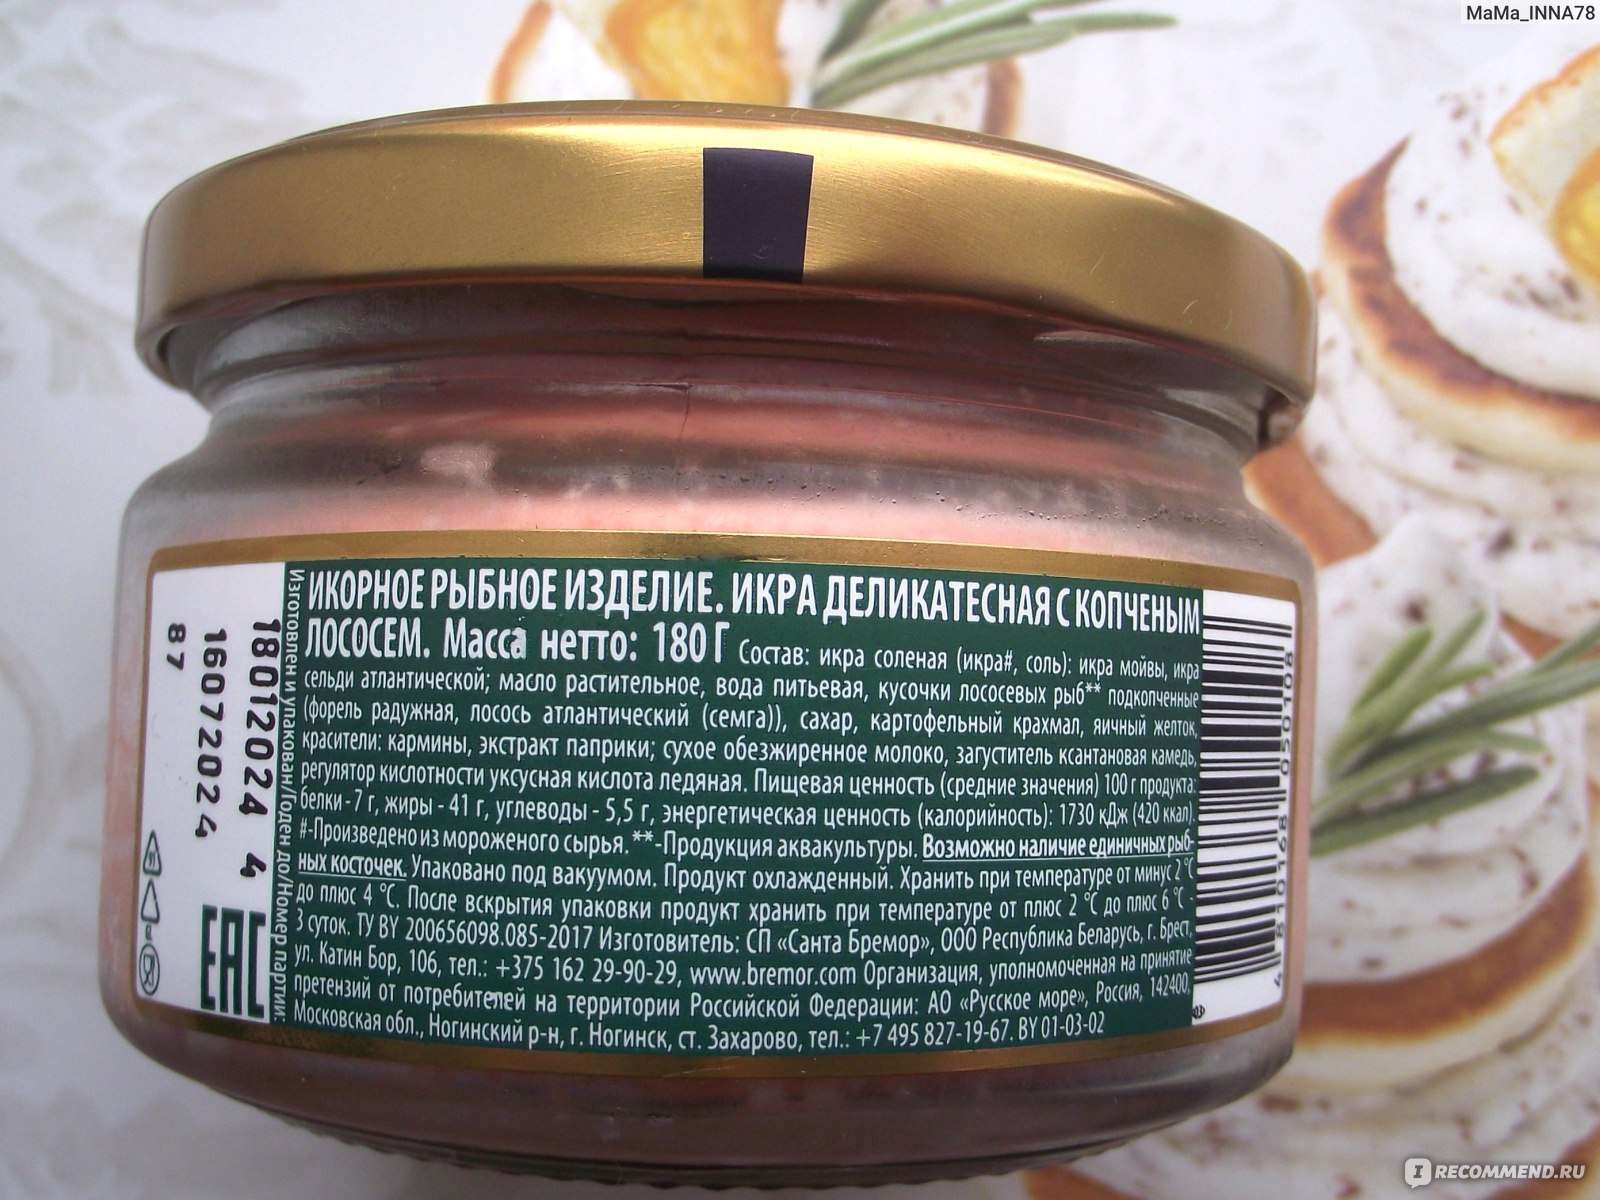 MaMa_INNA78
ИКОРНОЕ РЫБНОЕ ИЗДЕЛИЕ. ИКРА ДЕЛИКАТЕСНАЯ С КОПЧЕНЫМ
ЛОСОСЕМ. Масса нетто: 180 Г Состав: икра соленая (икра#, соль): икра мойвы, икра
сельди атлантической; масло растительное, вода питьевая, кусочки лососевых рыб** подкопченные
(форель радужная, лосось атлантический (семга)), сахар, картофельный крахмал, яичный желток,
красители: кармины, экстракт паприки; сухое обезжиренное молоко, загуститель ксантановая камедь,
регулятор кислотности уксусная кислота ледяная. Пищевая ценность (средние значения) 100 г продукта:
белки - 7 г, жиры - 41 г, углеводы - 5,5 г, энергетическая ценность (калорийность): 1730 кДж (420 ккал).
#-Произведено из мороженого сырья. **-Продукция аквакультуры. Возможно наличие единичных рыб-
ных косточек. Упаковано под вакуумом. Продукт охлажденный. Хранить при температуре от минус 2 °C
до плюс 4 °C. После вскрытия упаковки продукт хранить при температуре от плюс 2 °C до плюс 6 °C -
3 суток. ТУ BY 200656098.085-2017 Изготовитель: СП «Санта Бремор», ООО Республика Беларусь, г. Брест,
ул. Катин Бор, 106, тел.: +375 162 29-90-29, www.bremor.com Организация, уполномоченная на принятие
претензий от потребителей на территории Российской Федерации: АО «Русское море», Россия, 142400,
Московская обл., Ногинский р-н, г. Ногинск, ст. Захарово, тел.: +7 495 827-19-67. BY 01-03-02
Изготовлен и упакован/Годен до/Номер партии:
18012024 4
16072024
87
EAC
4 810168 050108
IRECOMMEND.RU